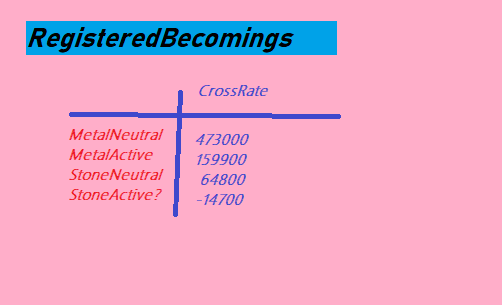 RegisteredBecomings
CrossRate
MetalNeutral 473000
MetalActive 159900
StoneNeutral 64800
StoneActive? -14700